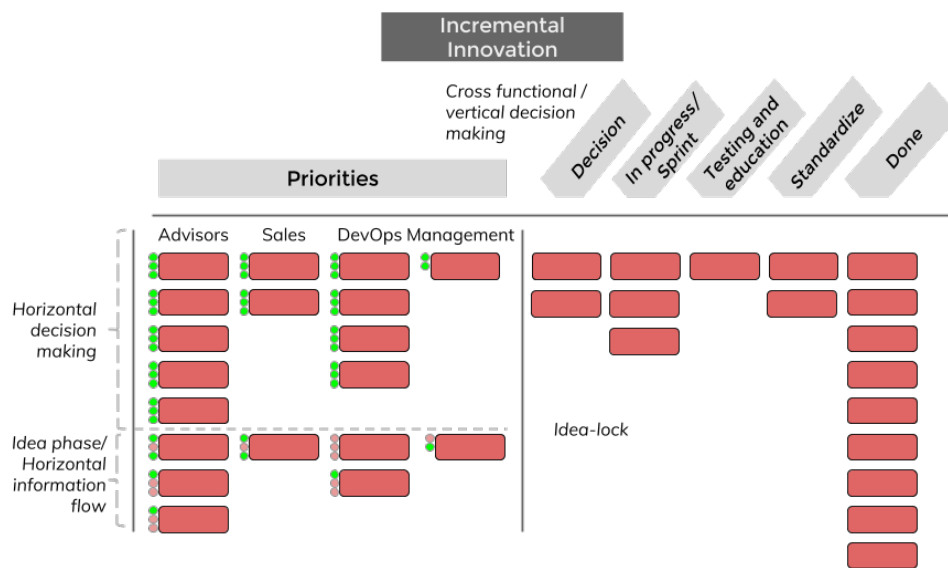 Incremental
Innovation
Cross functional /
vertical decision
making
Decision
In progress/
Sprint
Testing and
education
Standardize
Done
Priorities
Advisors
Sales
DevOps
Management
Horizontal
decision
making
Idea phase/
Horizontal
information
flow
Idea-lock